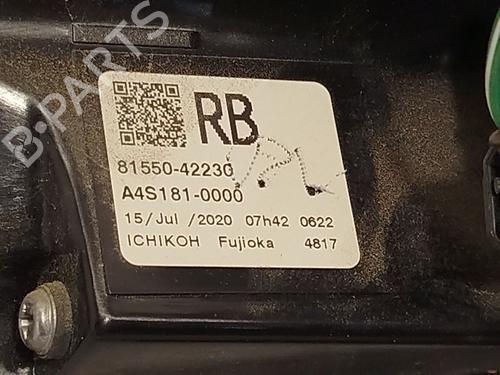 B-PARTS
RB
81550-42230
A4S181-0000
15/Jul /2020 07h42 0622
ICHIKOH Fujioka 4817